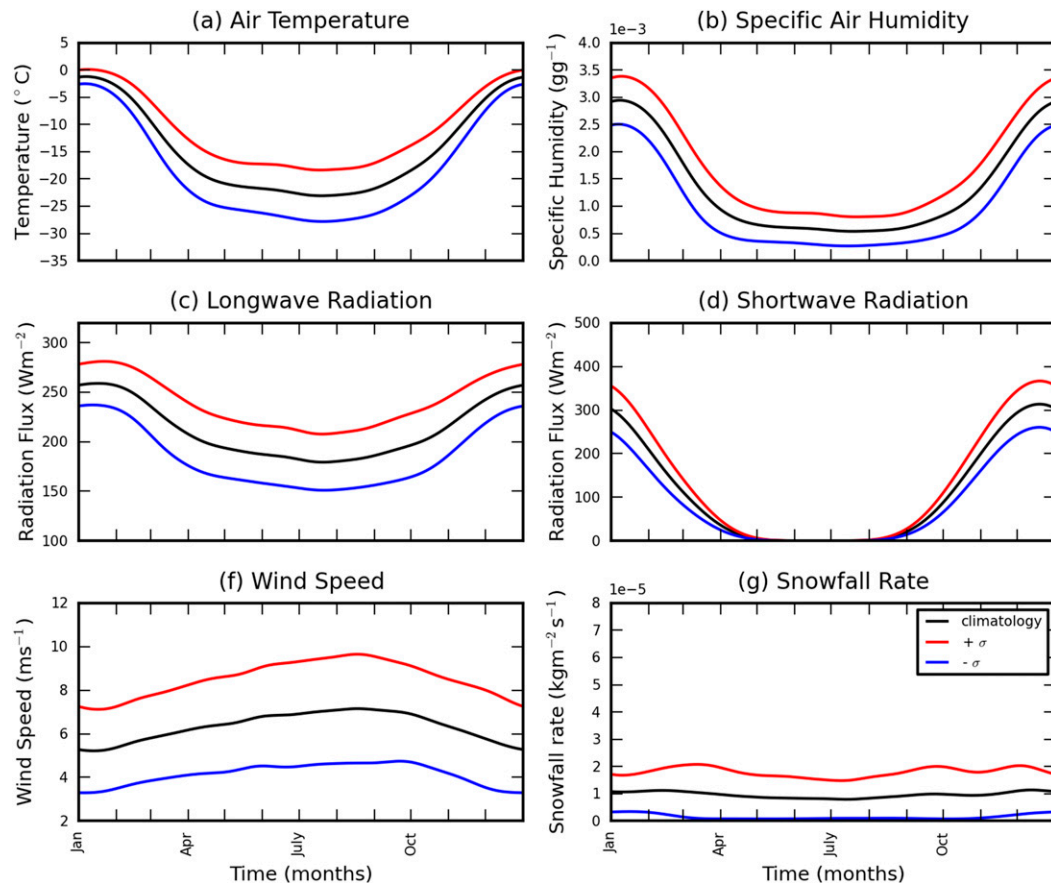 (a) Air Temperature
(b) Specific Air Humidity
1e−3
Temperature (°C)
5
0
−5
−10
−15
−20
−25
−30
−35
Specific Humidity (gg⁻¹)
4.0
3.5
3.0
2.5
2.0
1.5
1.0
0.5
0.0
(c) Longwave Radiation
(d) Shortwave Radiation
Radiation Flux (Wm⁻²)
300
250
200
150
100
Radiation Flux (Wm⁻²)
500
400
300
200
100
0
(f) Wind Speed
(g) Snowfall Rate
1e−5
Wind Speed (ms⁻¹)
12
10
8
6
4
2
Jan
Apr
July
Oct
Time (months)
Snowfall rate (kgm⁻² s⁻¹)
8
7
6
5
4
3
2
1
0
climatology
+ σ
- σ
Jan
Apr
July
Oct
Time (months)